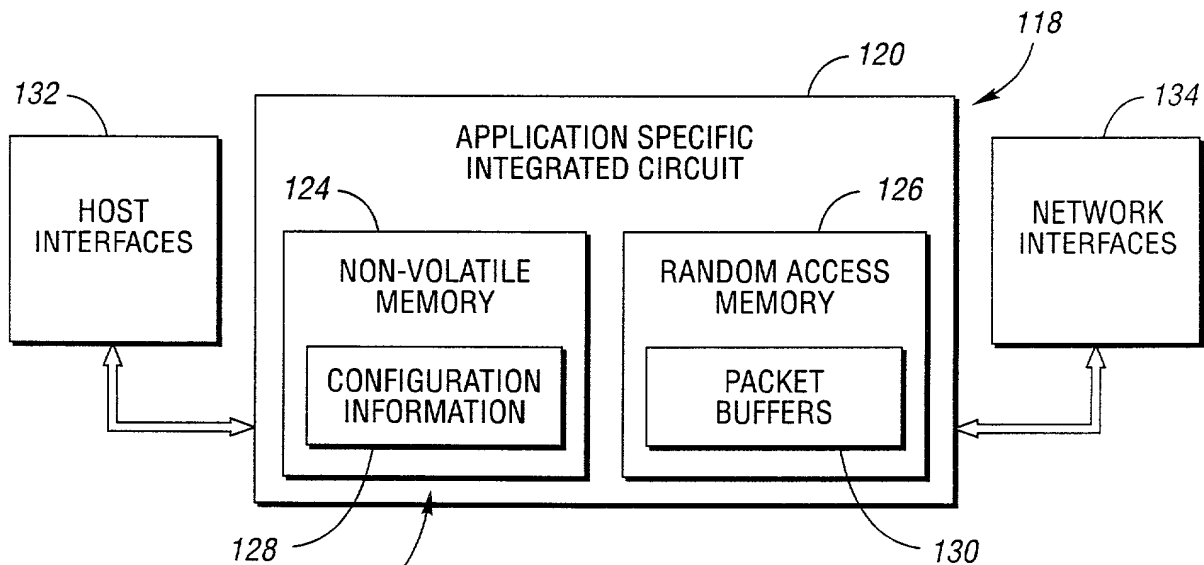 118
120
132
134
APPLICATION SPECIFIC
INTEGRATED CIRCUIT
124
126
HOST
INTERFACES
NETWORK
INTERFACES
NON-VOLATILE
MEMORY
RANDOM ACCESS
MEMORY
CONFIGURATION
INFORMATION
PACKET
BUFFERS
128
130